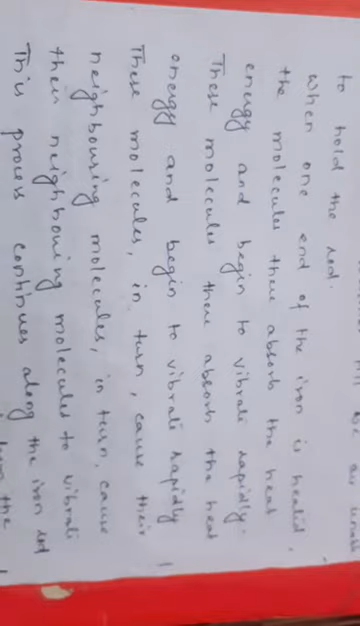 to hold the rod.
When one end of the iron is heated,
the molecules there absorb the heat
energy and begin to vibrate rapidly.
These molecules there absorb the heat
energy and begin to vibrate rapidly
These molecules, in turn, cause their
neighbouring molecules, in turn, cause
their neighbouring molecules to vibrate
This process continues along the iron rod
the